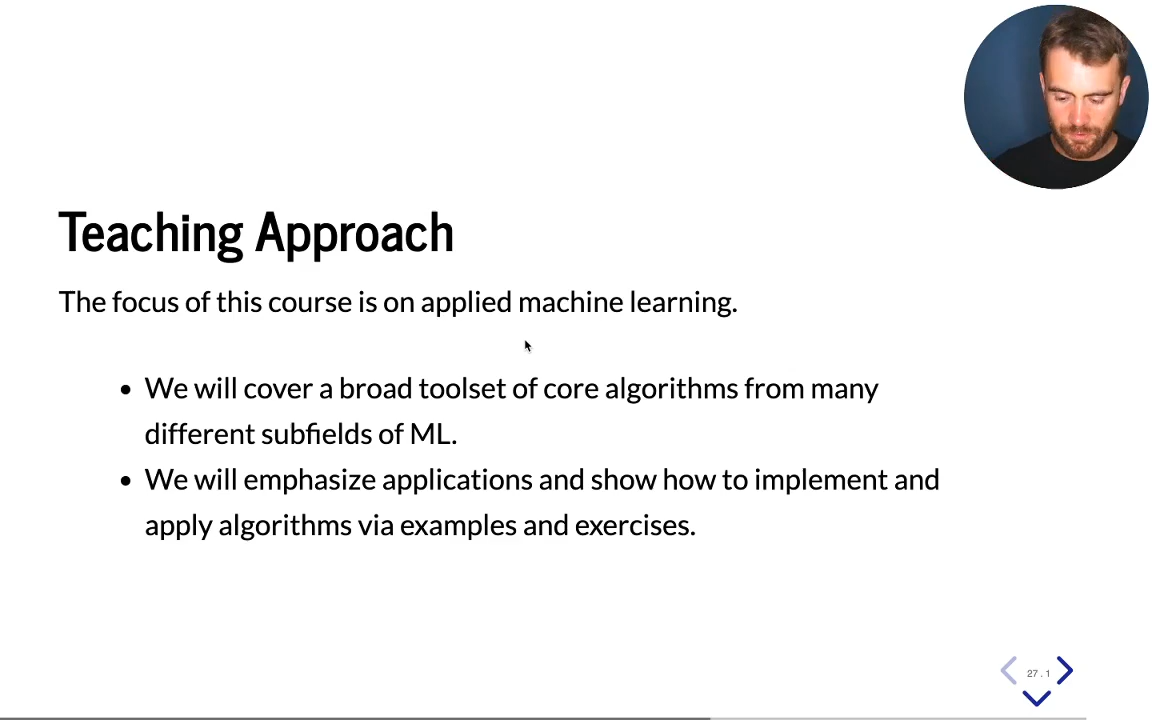 Teaching Approach
The focus of this course is on applied machine learning.
• We will cover a broad toolset of core algorithms from many
different subfields of ML.
• We will emphasize applications and show how to implement and
apply algorithms via examples and exercises.
27 . 1